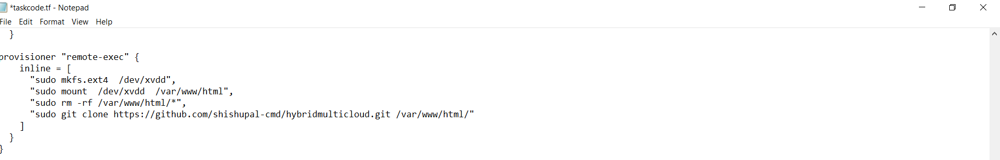 *taskcode.tf - Notepad
File Edit Format View Help
  }

provisioner "remote-exec" {
    inline = [
      "sudo mkfs.ext4  /dev/xvdd",
      "sudo mount  /dev/xvdd  /var/www/html",
      "sudo rm -rf /var/www/html/*",
      "sudo git clone https://github.com/shishupal-cmd/hybridmulticloud.git /var/www/html/"
    ]
  }
}